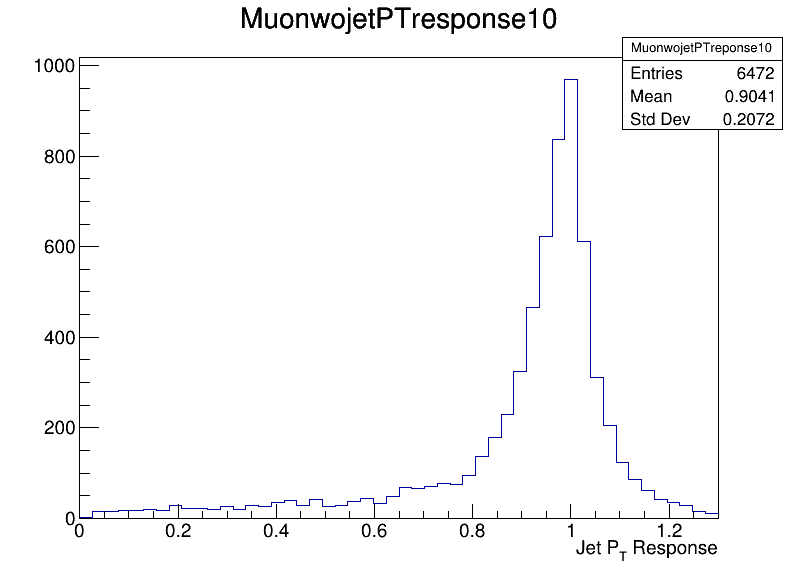 MuonwojetPTresponse10
MuonwojetPTreponse10
Entries 6472
Mean 0.9041
Std Dev 0.2072
1000
800
600
400
200
0
0 0.2 0.4 0.6 0.8 1 1.2
Jet PT Response